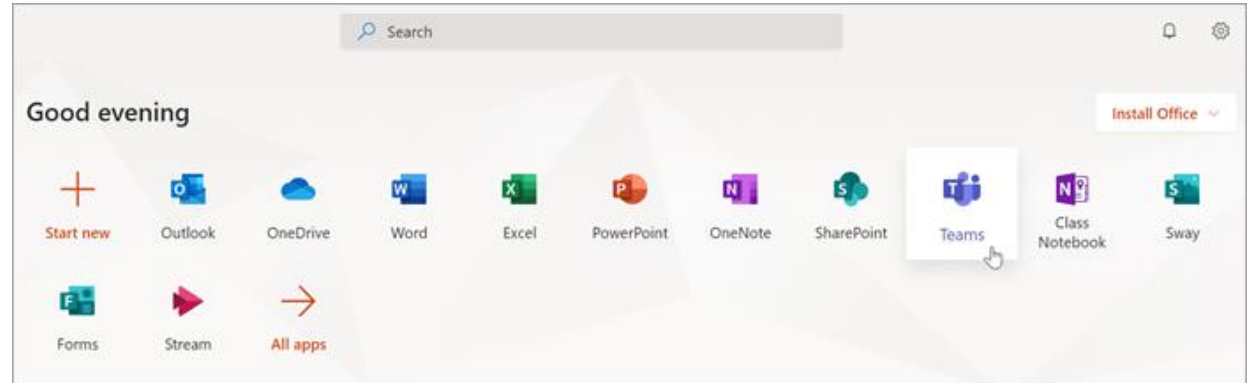 Search
Good evening
Install Office
Start new
Outlook
OneDrive
Word
Excel
PowerPoint
OneNote
SharePoint
Teams
Class
Notebook
Sway
Forms
Stream
All apps